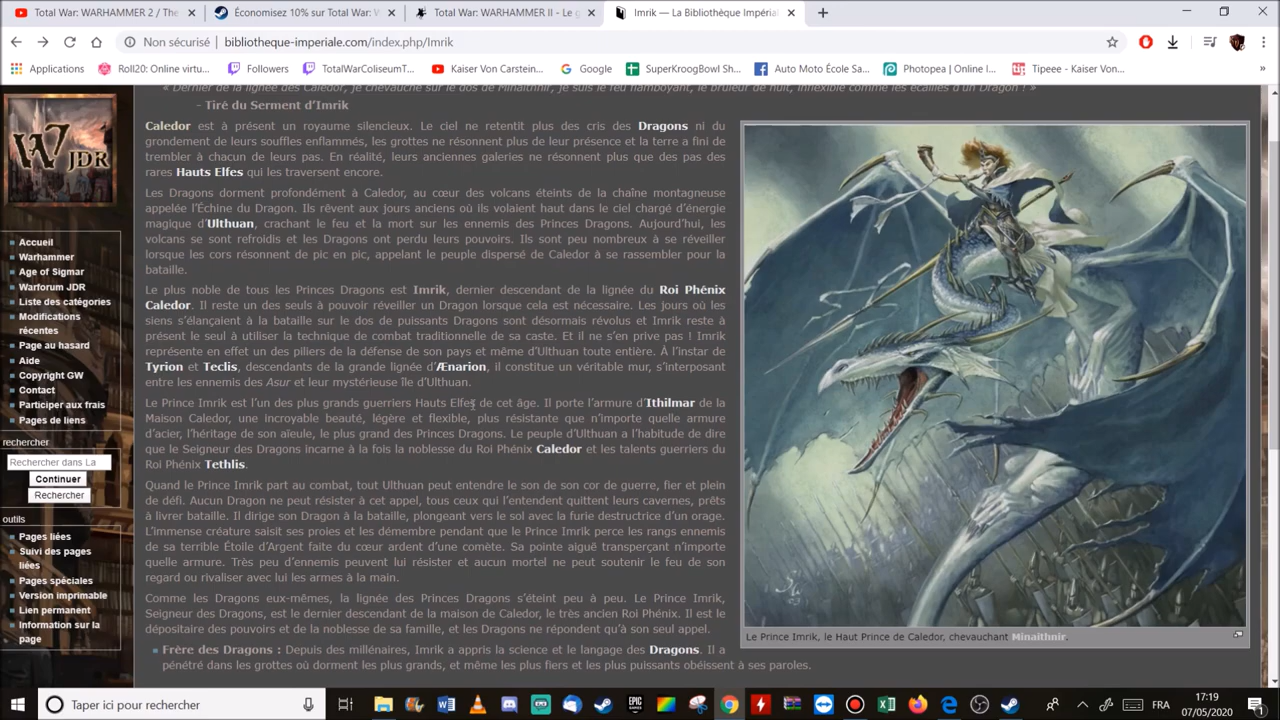 Total War: WARHAMMER 2 / The
Économisez 10% sur Total War: W
Total War: WARHAMMER II - Le g
Imrik — La Bibliothèque Impéria
Non sécurisé
bibliotheque-imperiale.com/index.php/Imrik
Applications
Roll20: Online virtu...
Followers
TotalWarColiseumT...
Kaiser Von Carstein...
Google
SuperKroogBowl Sh...
Auto Moto École Sa...
Photopea | Online I...
Tipeee - Kaiser Von...
»
W JDR
Accueil
Warhammer
Age of Sigmar
Warforum JDR
Liste des catégories
Modifications
récentes
Page au hasard
Aide
Copyright GW
Contact
Participer aux frais
Pages de liens
rechercher
Rechercher dans La
Continuer
Rechercher
outils
Pages liées
Suivi des pages
liées
Pages spéciales
Version imprimable
Lien permanent
Information sur la
page
« Dernier de la lignée des Caledor, je chevauche sur le dos de Minaithnir, je suis le feu flamboyant, le brûleur de nuit, inflexible comme les écailles d'un Dragon ! »
– Tiré du Serment d'Imrik
Caledor est à présent un royaume silencieux. Le ciel ne retentit plus des cris des Dragons ni du
grondement de leurs souffles enflammés, les grottes ne résonnent plus de leur présence et la terre a fini de
trembler à chacun de leurs pas. En réalité, leurs anciennes galeries ne résonnent plus que des pas des
rares Hauts Elfes qui les traversent encore.
Les Dragons dorment profondément à Caledor, au cœur des volcans éteints de la chaîne montagneuse
appelée l'Échine du Dragon. Ils rêvent aux jours anciens où ils volaient haut dans le ciel chargé d'énergie
magique d'Ulthuan, crachant le feu et la mort sur les ennemis des Princes Dragons. Aujourd'hui, les
volcans se sont refroidis et les Dragons ont perdu leurs pouvoirs. Ils sont peu nombreux à se réveiller
lorsque les cors résonnent de pic en pic, appelant le peuple dispersé de Caledor à se rassembler pour la
bataille.
Le plus noble de tous les Princes Dragons est Imrik, dernier descendant de la lignée du Roi Phénix
Caledor. Il reste un des seuls à pouvoir réveiller un Dragon lorsque cela est nécessaire. Les jours où les
siens s'élançaient à la bataille sur le dos de puissants Dragons sont désormais révolus et Imrik reste à
présent le seul à utiliser la technique de combat traditionnelle de sa caste. Et il ne s'en prive pas ! Imrik
représente en effet un des piliers de la défense de son pays et même d'Ulthuan toute entière. À l'instar de
Tyrion et Teclis, descendants de la grande lignée d'Ænarion, il constitue un véritable mur, s'interposant
entre les ennemis des Asur et leur mystérieuse île d'Ulthuan.
Le Prince Imrik est l'un des plus grands guerriers Hauts Elfes de cet âge. Il porte l'armure d'Ithilmar de la
Maison Caledor, une incroyable beauté, légère et flexible, plus résistante que n'importe quelle armure
d'acier, l'héritage de son aïeule, le plus grand des Princes Dragons. Le peuple d'Ulthuan a l'habitude de dire
que le Seigneur des Dragons incarne à la fois la noblesse du Roi Phénix Caledor et les talents guerriers du
Roi Phénix Tethlis.
Quand le Prince Imrik part au combat, tout Ulthuan peut entendre le son de son cor de guerre, fier et plein
de défi. Aucun Dragon ne peut résister à cet appel, tous ceux qui l'entendent quittent leurs cavernes, prêts
à livrer bataille. Il dirige son Dragon à la bataille, plongeant vers le sol avec la furie destructrice d'un orage.
L'immense créature saisit ses proies et les démembre pendant que le Prince Imrik perce les rangs ennemis
de sa terrible Étoile d'Argent faite du cœur ardent d'une comète. Sa pointe aiguë transperçant n'importe
quelle armure. Très peu d'ennemis peuvent lui résister et aucun mortel ne peut soutenir le feu de son
regard ou rivaliser avec lui les armes à la main.
Comme les Dragons eux-mêmes, la lignée des Princes Dragons s'éteint peu à peu. Le Prince Imrik,
Seigneur des Dragons, est le dernier descendant de la maison de Caledor, le très ancien Roi Phénix. Il est le
dépositaire des pouvoirs et de la noblesse de sa famille, et les Dragons ne répondent qu'à son seul appel.
Frère des Dragons : Depuis des millénaires, Imrik a appris la science et le langage des Dragons. Il a
pénétré dans les grottes où dorment les plus grands, et même les plus fiers et les plus puissants obéissent à ses paroles.
Le Prince Imrik, le Haut Prince de Caledor, chevauchant Minaithnir.
Taper ici pour rechercher
EPIC
GAMES
FRA
17:19
07/05/2020
1